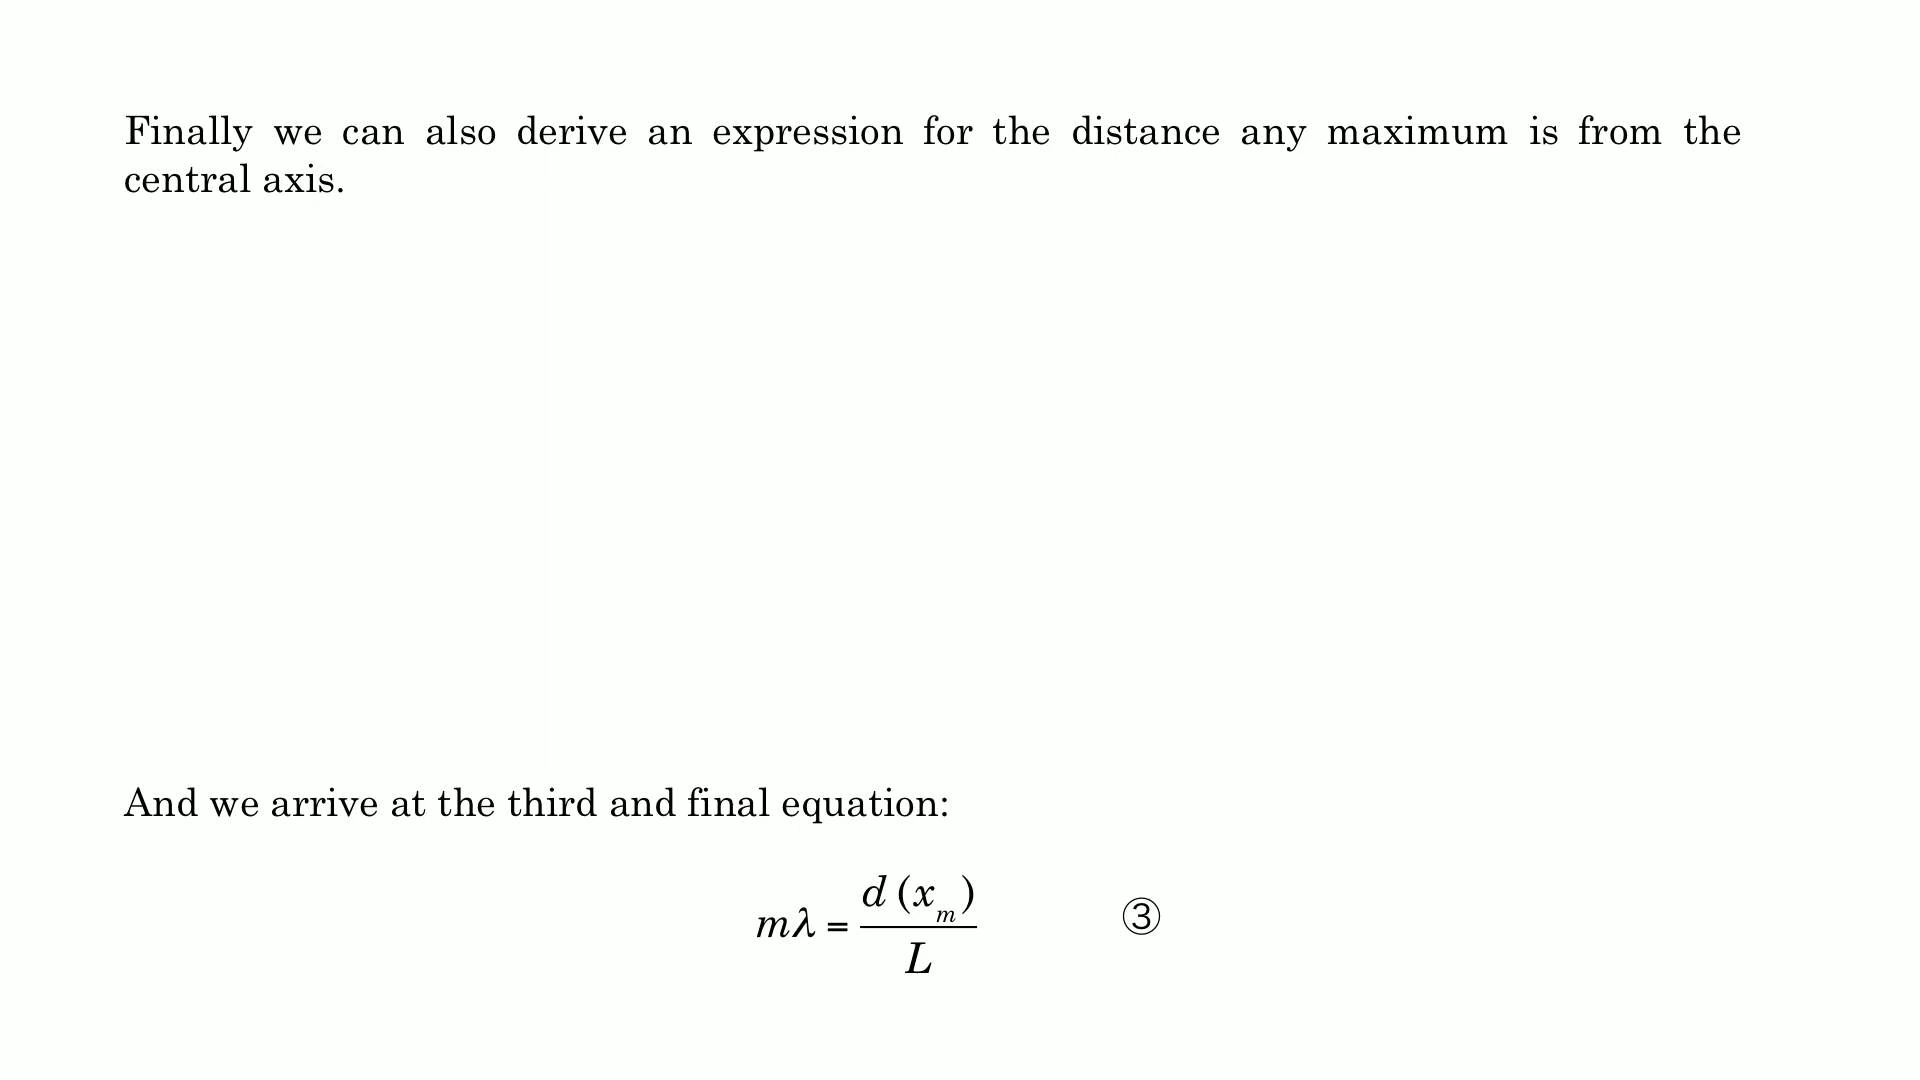 Finally we can also derive an expression for the distance any maximum is from the
central axis.
And we arrive at the third and final equation:
mλ = d (xₘ) / L ③